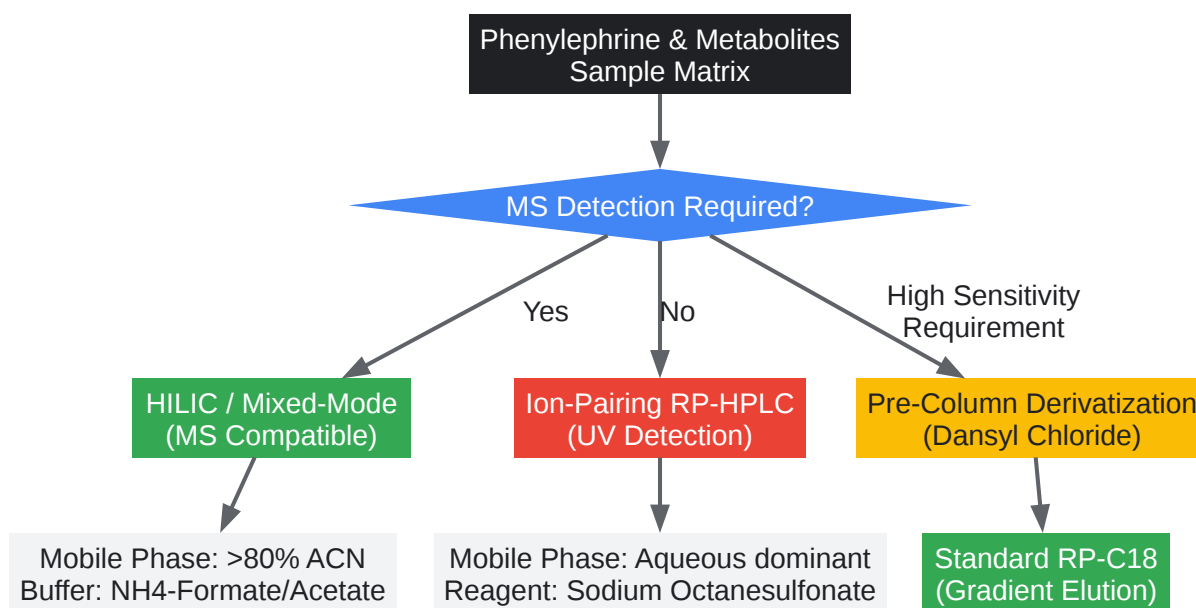 Phenylephrine & Metabolites
Sample Matrix
MS Detection Required?
Yes
No
High Sensitivity
Requirement
HILIC / Mixed-Mode
(MS Compatible)
Ion-Pairing RP-HPLC
(UV Detection)
Pre-Column Derivatization
(Dansyl Chloride)
Mobile Phase: >80% ACN
Buffer: NH4-Formate/Acetate
Mobile Phase: Aqueous dominant
Reagent: Sodium Octanesulfonate
Standard RP-C18
(Gradient Elution)